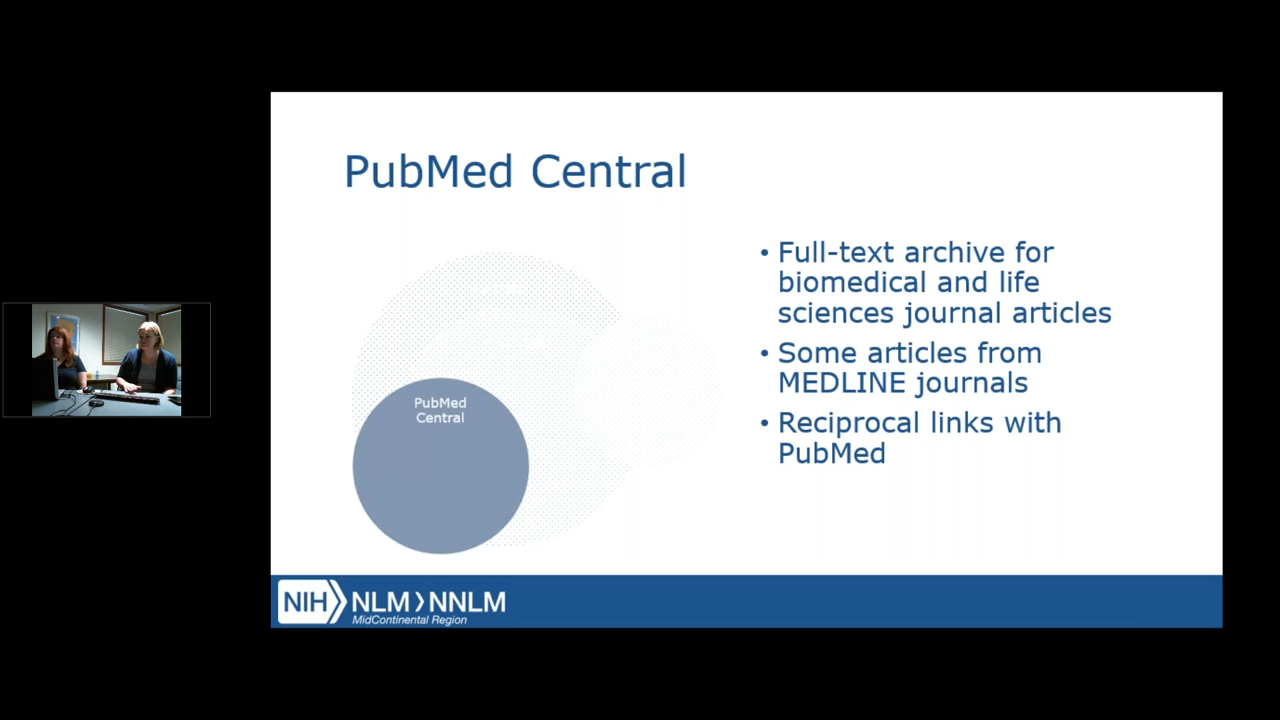 PubMed Central
• Full-text archive for
biomedical and life
sciences journal articles
• Some articles from
MEDLINE journals
• Reciprocal links with
PubMed
PubMed
Central
NIH NLM NNLM
MidContinental Region